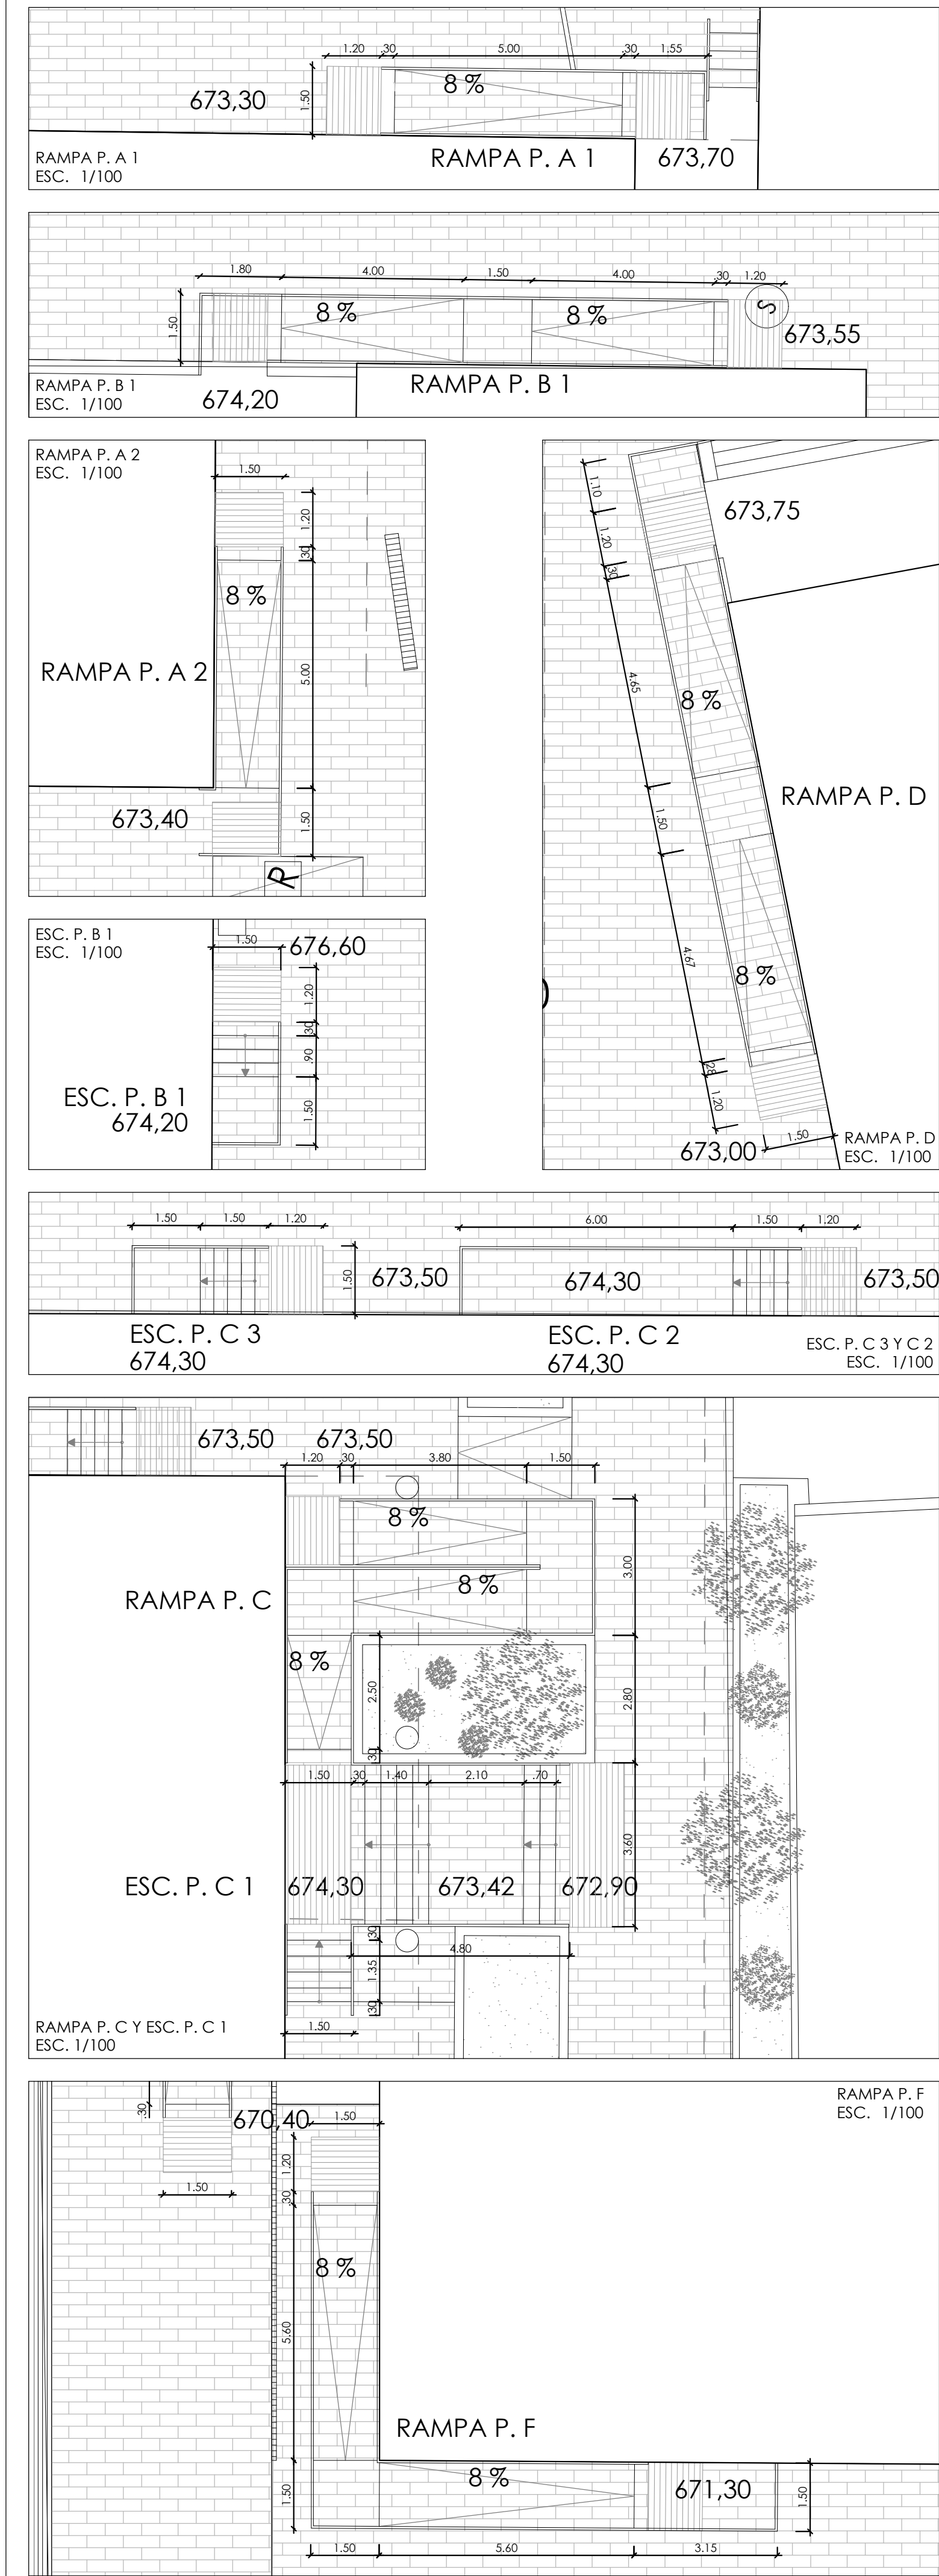 1.20 .30 5.00 .30 1.55
8 %
673,30
1.50
RAMPA P. A 1
ESC. 1/100
RAMPA P. A 1
673,70
1.80 4.00 1.50 4.00 .30 1.20
8 %
8 %
S
1.50
673,55
RAMPA P. B 1
ESC. 1/100
674,20
RAMPA P. B 1
RAMPA P. A 2
ESC. 1/100
1.50
1.20
.30
8 %
RAMPA P. A 2
5.00
673,40
1.50
R
1.10
673,75
1.20
.30
4.65
8 %
RAMPA P. D
1.50
4.67
8 %
.28
1.20
673,00
1.50
RAMPA P. D
ESC. 1/100
ESC. P. B 1
ESC. 1/100
1.50
676,60
1.20
.30
.90
ESC. P. B 1
674,20
1.50
1.50 1.50 1.20
6.00 1.50 1.20
1.50
673,50
674,30
673,50
ESC. P. C 3
674,30
ESC. P. C 2
674,30
ESC. P. C 3 Y C 2
ESC. 1/100
673,50
673,50
1.20 .30 3.80 1.50
8 %
3.00
8 %
RAMPA P. C
8 %
2.50
2.80
.30
1.50 .30 1.40 2.10 .70
3.60
ESC. P. C 1
674,30
673,42
672,90
.30
4.80
1.35
.30
1.50
RAMPA P. C Y ESC. P. C 1
ESC. 1/100
RAMPA P. F
ESC. 1/100
.30
670,40
1.50
1.20
1.50
.30
8 %
5.60
RAMPA P. F
8 %
671,30
1.50
1.50
1.50 5.60 3.15